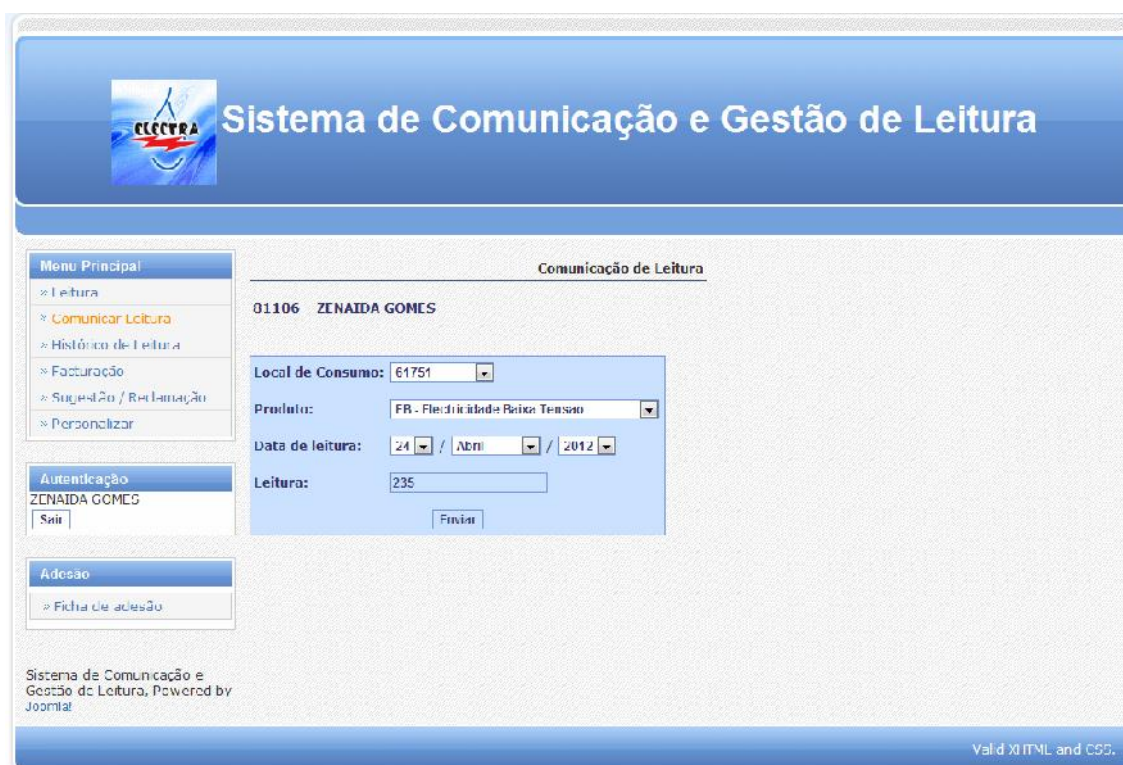 ELECTRA
Sistema de Comunicação e Gestão de Leitura
Menu Principal
» Leitura
» Comunicar Leitura
» Histórico de Leitura
» Facturação
» Sugestão / Reclamação
» Personalizar
Autenticação
ZENAIDA GOMES
Sair
Adesão
» Ficha de adesão
Sistema de Comunicação e
Gestão de Leitura, Powered by
Joomla!
Comunicação de Leitura
81106 ZENAIDA GOMES
Local de Consumo: 61751
Produto: EB - Electricidade Baixa Tensao
Data de leitura: 24 / Abril / 2012
Leitura: 235
Enviar
Valid XHTML and CSS.